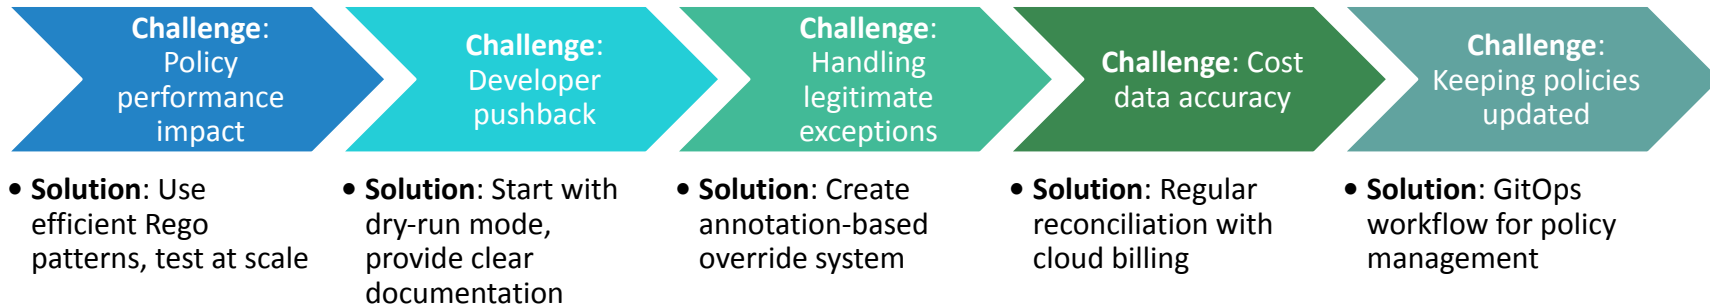 Challenge:
Policy
performance
impact
• Solution: Use
efficient Rego
patterns, test at scale
Challenge:
Developer
pushback
• Solution: Start with
dry-run mode,
provide clear
documentation
Challenge:
Handling
legitimate
exceptions
• Solution: Create
annotation-based
override system
Challenge: Cost
data accuracy
• Solution: Regular
reconciliation with
cloud billing
Challenge:
Keeping policies
updated
• Solution: GitOps
workflow for policy
management